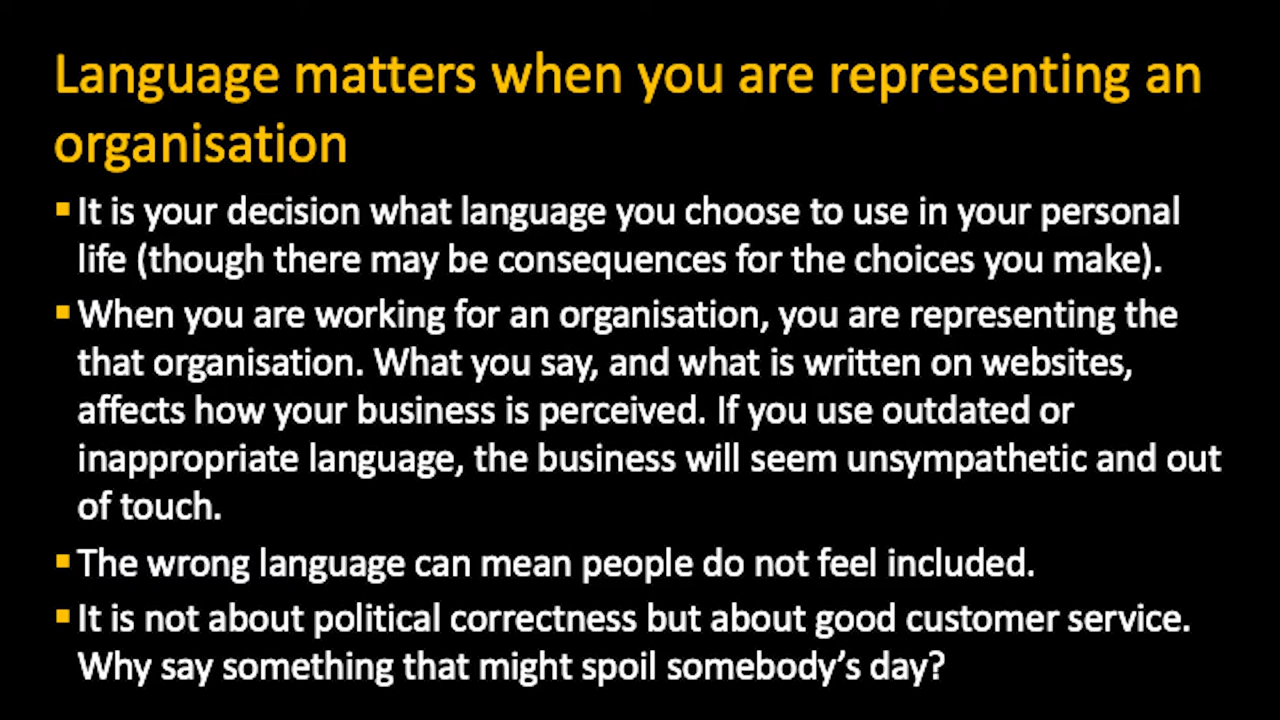 Language matters when you are representing an
organisation
▪ It is your decision what language you choose to use in your personal
life (though there may be consequences for the choices you make).
▪ When you are working for an organisation, you are representing the
that organisation. What you say, and what is written on websites,
affects how your business is perceived. If you use outdated or
inappropriate language, the business will seem unsympathetic and out
of touch.
▪ The wrong language can mean people do not feel included.
▪ It is not about political correctness but about good customer service.
Why say something that might spoil somebody’s day?